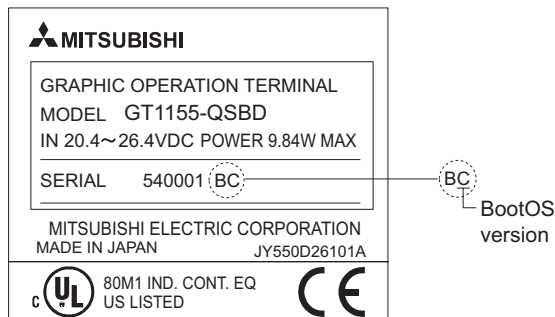 MITSUBISHI
GRAPHIC OPERATION TERMINAL
MODEL GT1155-QSBD
IN 20.4~26.4VDC POWER 9.84W MAX
SERIAL 540001 BC
BC
BootOS
version
MITSUBISHI ELECTRIC CORPORATION
MADE IN JAPAN JY550D26101A
C UL 80M1 IND. CONT. EQ
US LISTED
CE